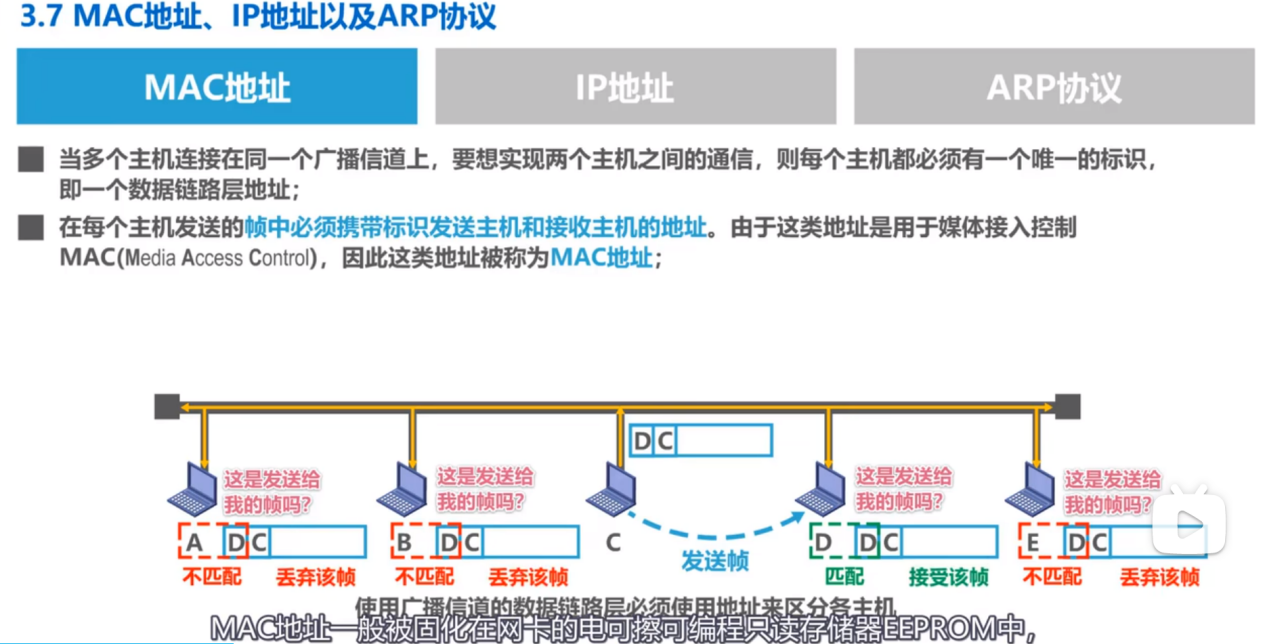 3.7 MAC地址、IP地址以及ARP协议
MAC地址
IP地址
ARP协议
当多个主机连接在同一个广播信道上，要想实现两个主机之间的通信，则每个主机都必须有一个唯一的标识，
即一个数据链路层地址；
在每个主机发送的帧中必须携带标识发送主机和接收主机的地址。由于这类地址是用于媒体接入控制
MAC(Media Access Control)，因此这类地址被称为MAC地址；
D C
这是发送给
我的帧吗?
这是发送给
我的帧吗?
这是发送给
我的帧吗?
这是发送给
我的帧吗?
A D C
B D C
C
D D C
E D C
发送帧
不匹配 丢弃该帧
不匹配 丢弃该帧
匹配 接受该帧
不匹配 丢弃该帧
使用广播信道的数据链路层必须使用地址来区分各主机
MAC地址一般被固化在网卡的电可擦可编程只读存储器EEPROM中，